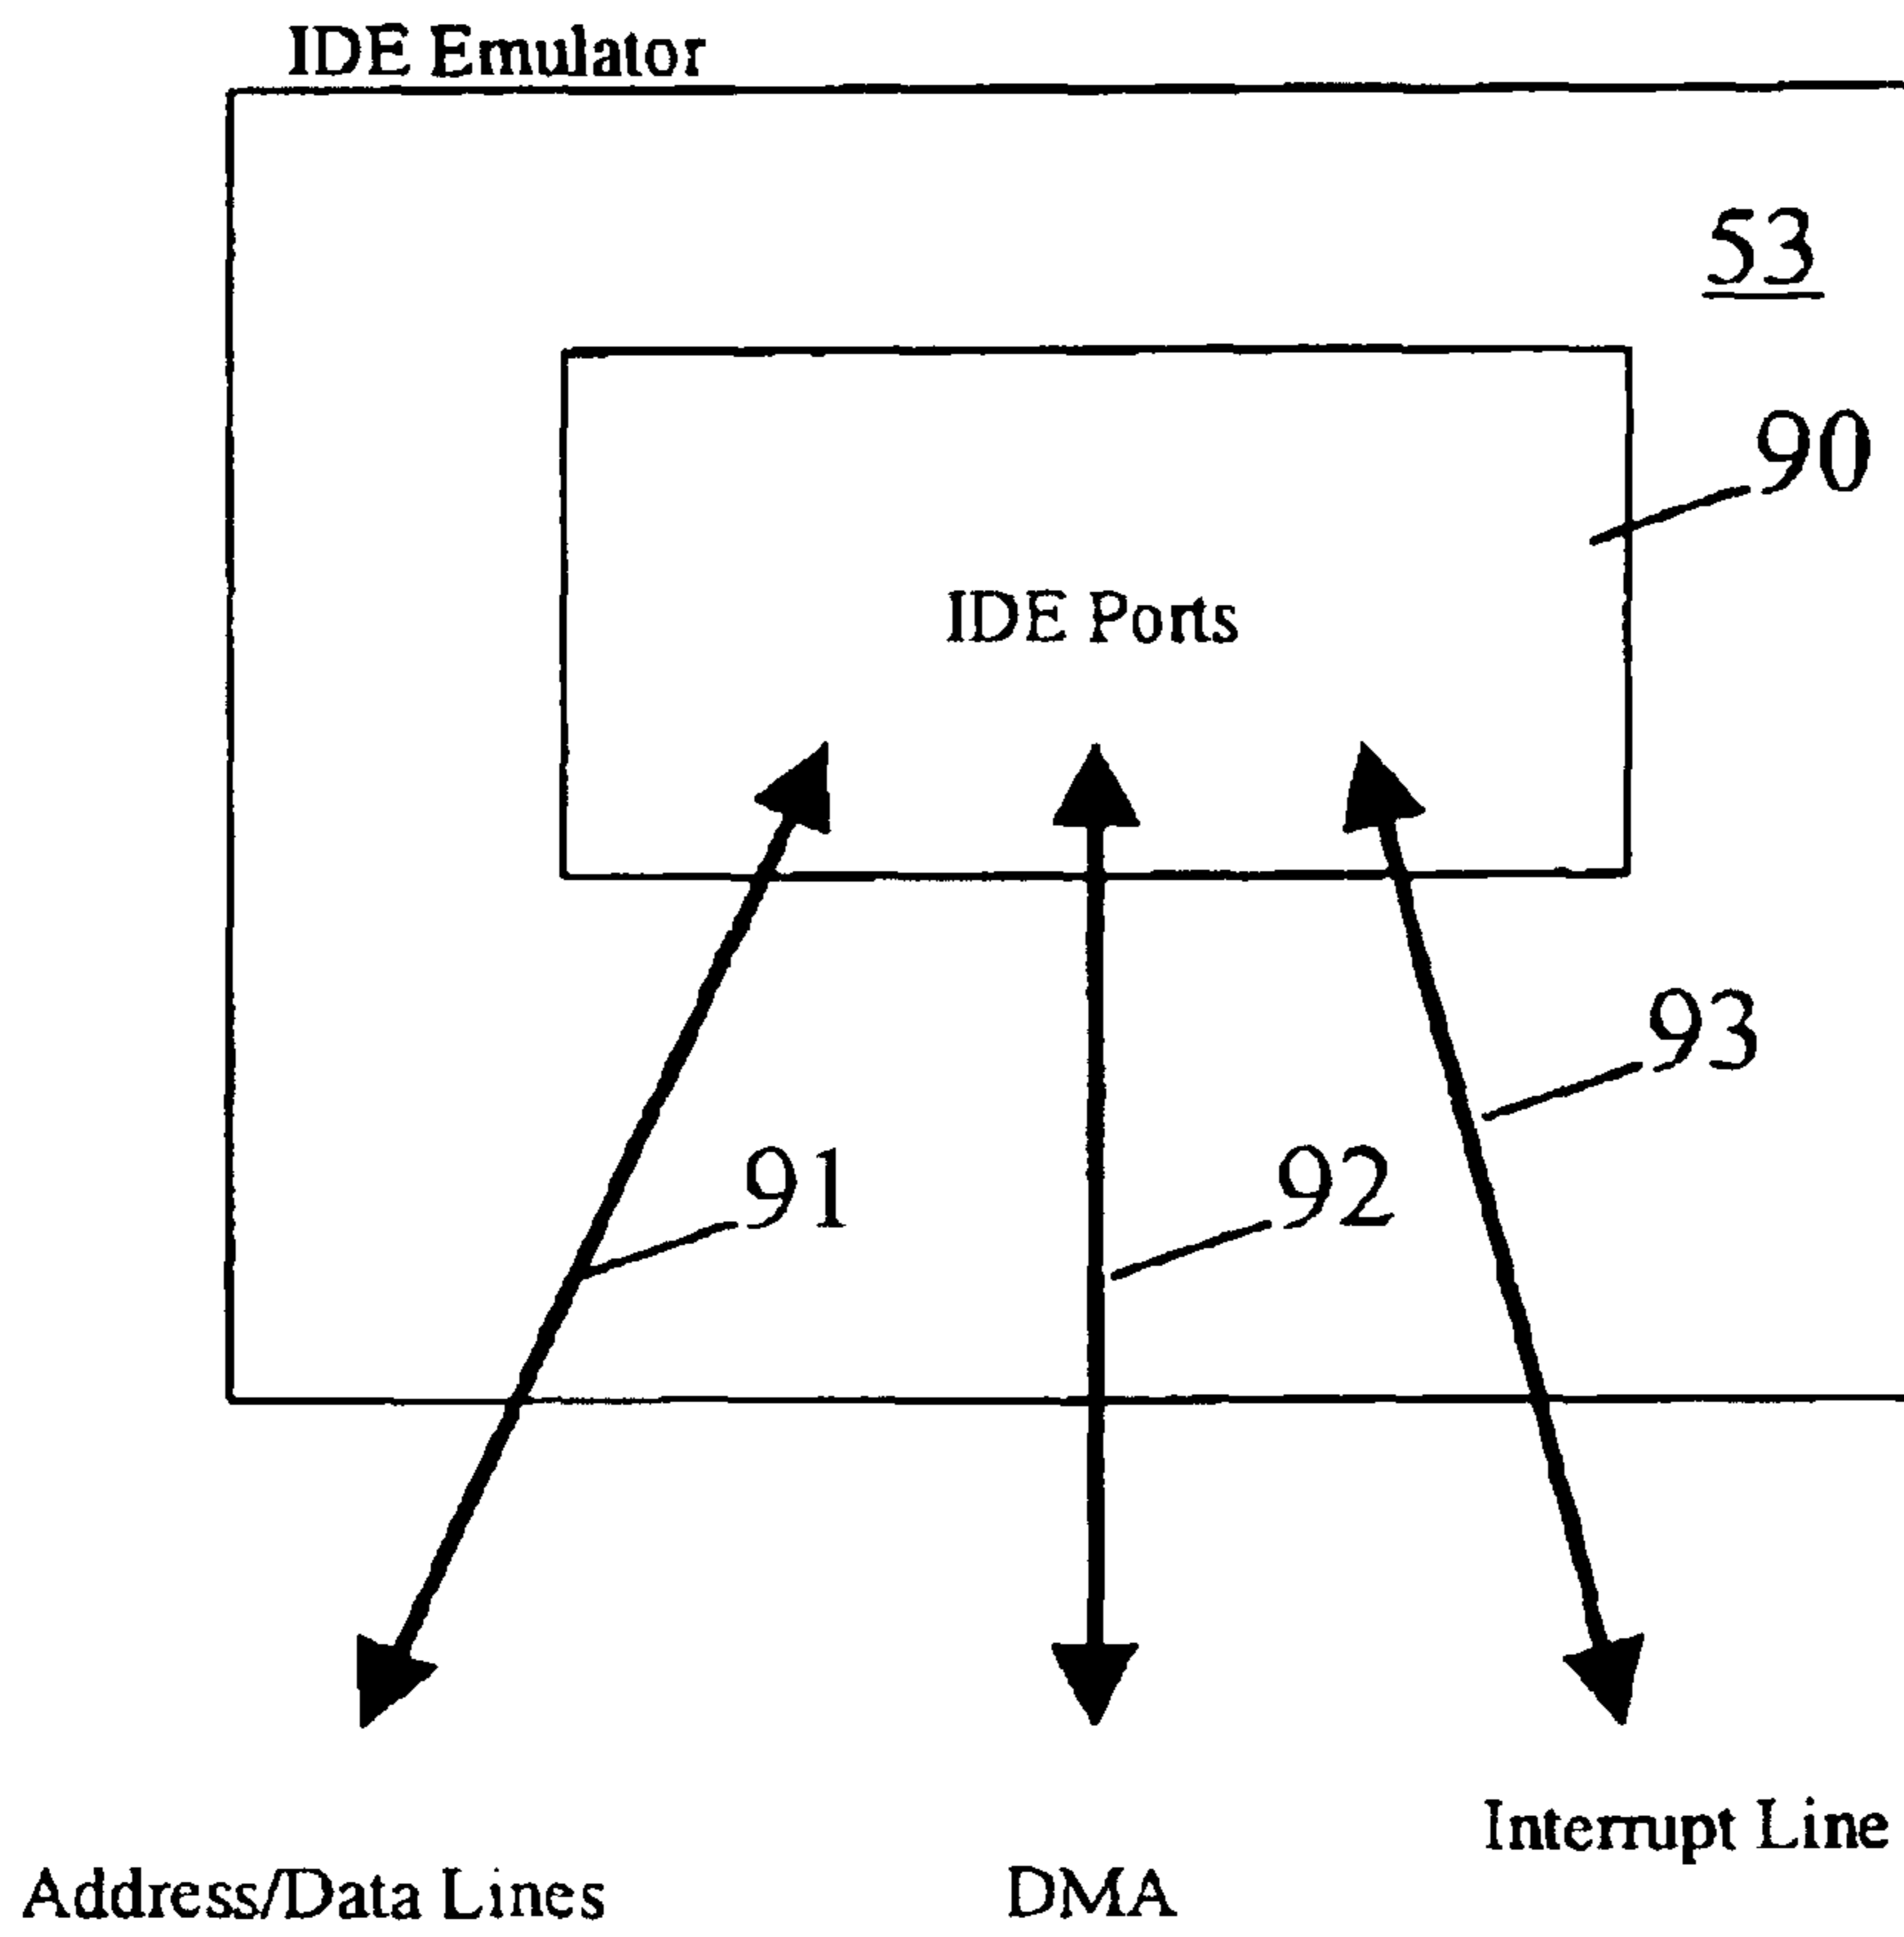 IDE Emulator
53
90
IDE Ports
93
91
92
Interrupt Line
Address/Data Lines
DMA